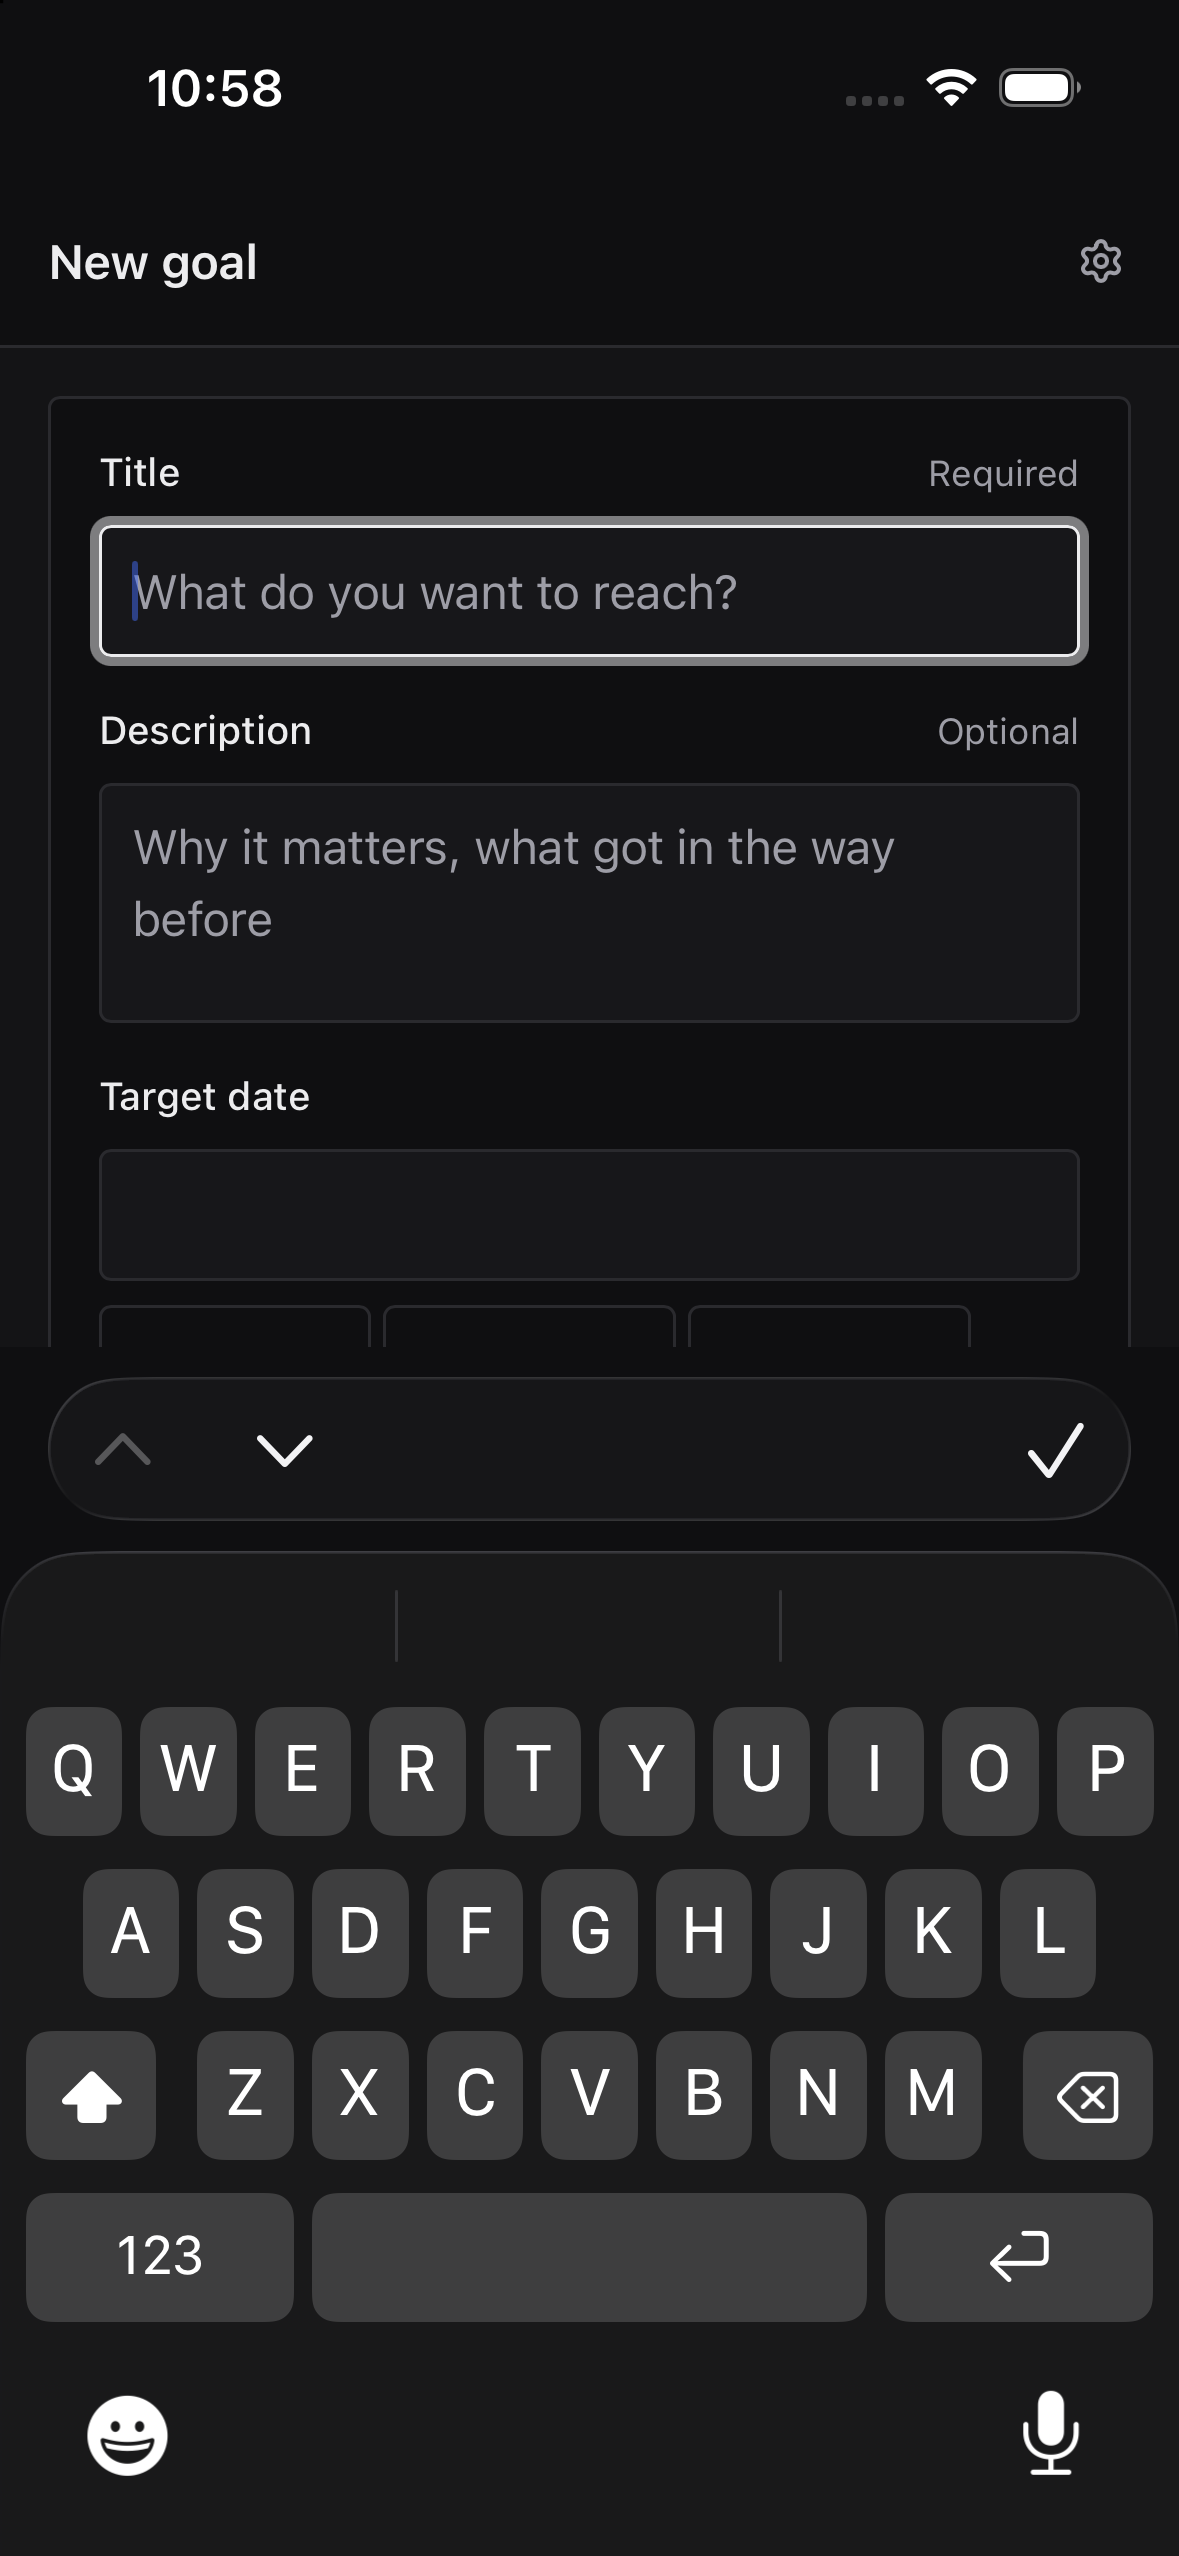 10:58
New goal
Title
Required
What do you want to reach?
Description
Optional
Why it matters, what got in the way
before
Target date
Q W E R T Y U I O P
A S D F G H J K L
Z X C V B N M
123